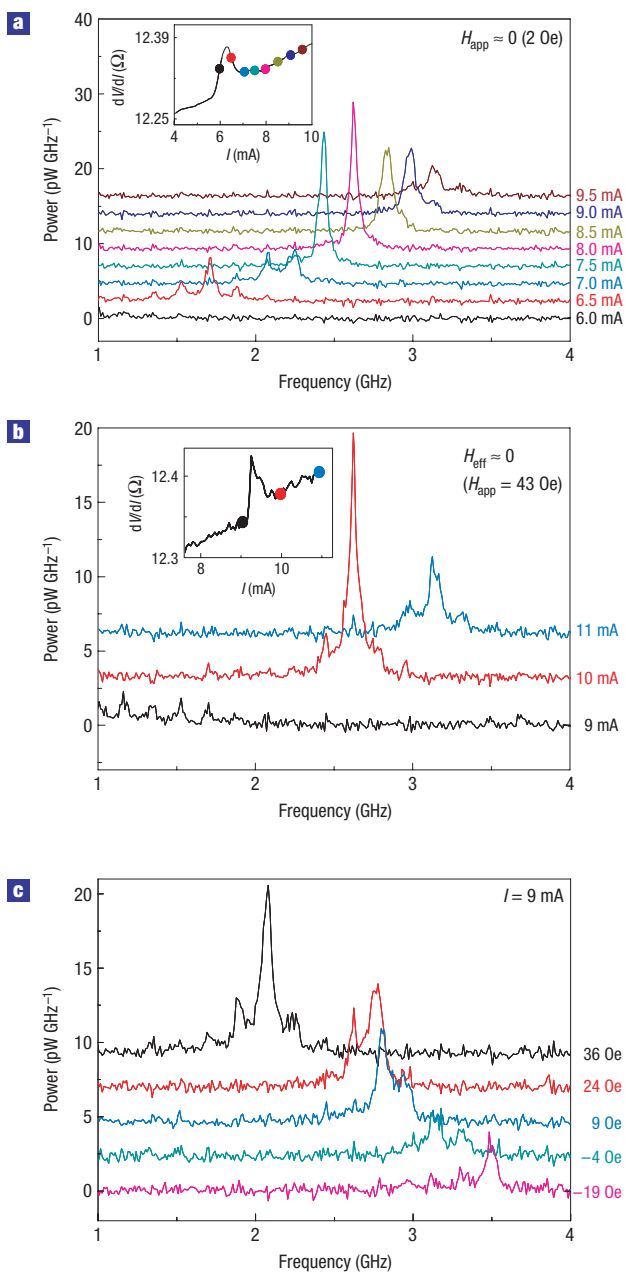 a
40
30
20
10
0
Power (pW GHz⁻¹)
1
2
3
4
Frequency (GHz)
H_app ≈ 0 (2 Oe)
12.39
12.25
dV/dI (Ω)
4
6
8
10
I (mA)
9.5 mA
9.0 mA
8.5 mA
8.0 mA
7.5 mA
7.0 mA
6.5 mA
6.0 mA
b
20
15
10
5
0
Power (pW GHz⁻¹)
1
2
3
4
Frequency (GHz)
H_eff ≈ 0
(H_app = 43 Oe)
12.4
12.3
dV/dI (Ω)
8
10
I (mA)
11 mA
10 mA
9 mA
c
20
15
10
5
0
Power (pW GHz⁻¹)
1
2
3
4
Frequency (GHz)
I = 9 mA
36 Oe
24 Oe
9 Oe
−4 Oe
−19 Oe